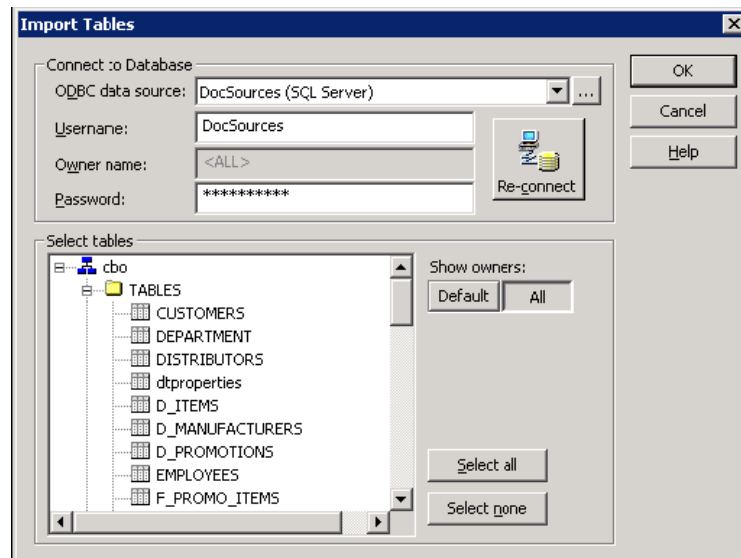 Import Tables
Connect to Database
ODBC data source:
DocSources (SQL Server)
...
Username:
DocSources
Owner name:
<ALL>
Password:
**********
Re-connect
OK
Cancel
Help
Select tables
cbo
TABLES
CUSTOMERS
DEPARTMENT
DISTRIBUTORS
dtproperties
D_ITEMS
D_MANUFACTURERS
D_PROMOTIONS
EMPLOYEES
F_PROMO_ITEMS
Show owners:
Default
All
Select all
Select none